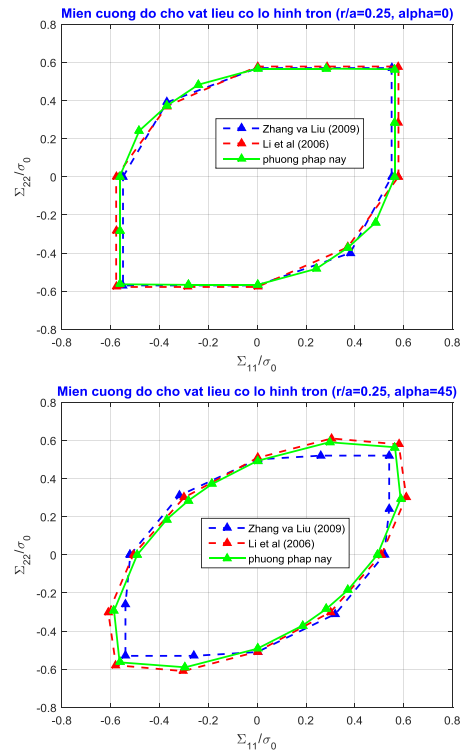 Mien cuong do cho vat lieu co lo hinh tron (r/a=0.25, alpha=0)
0.8
0.6
0.4
0.2
0
-0.2
-0.4
-0.6
-0.8
Σ22/σ0
Zhang va Liu (2009)
Li et al (2006)
phuong phap nay
-0.8 -0.6 -0.4 -0.2 0 0.2 0.4 0.6 0.8
Σ11/σ0
Mien cuong do cho vat lieu co lo hinh tron (r/a=0.25, alpha=45)
0.8
0.6
0.4
0.2
0
-0.2
-0.4
-0.6
-0.8
Σ22/σ0
Zhang va Liu (2009)
Li et al (2006)
phuong phap nay
-0.8 -0.6 -0.4 -0.2 0 0.2 0.4 0.6 0.8
Σ11/σ0